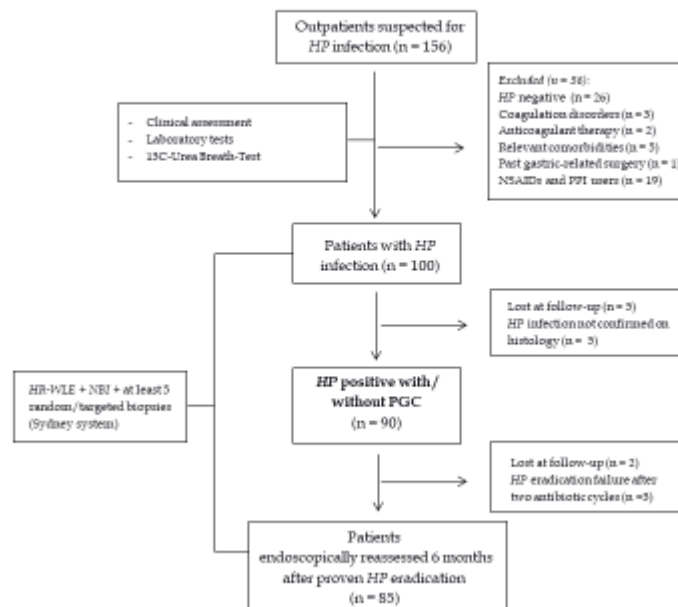 Outpatients suspected for
HP infection (n = 156)
Excluded (n = 56):
HP negative (n = 26)
Coagulation disorders (n = 3)
Anticoagulant therapy (n = 2)
Relevant comorbidities (n = 5)
Past gastric-related surgery (n = 1)
NSAIDs and PPI users (n = 19)
- Clinical assessment
- Laboratory tests
- 13C-Urea Breath-Test
Patients with HP
infection (n = 100)
Lost at follow-up (n = 5)
HP infection not confirmed on
histology (n = 5)
HR-WLE + NBI + at least 5
random/targeted biopsies
(Sydney system)
HP positive with/
without PGC
(n = 90)
Lost at follow-up (n = 2)
HP eradication failure after
two antibiotic cycles (n =3)
Patients
endoscopically reassessed 6 months
after proven HP eradication
(n = 85)